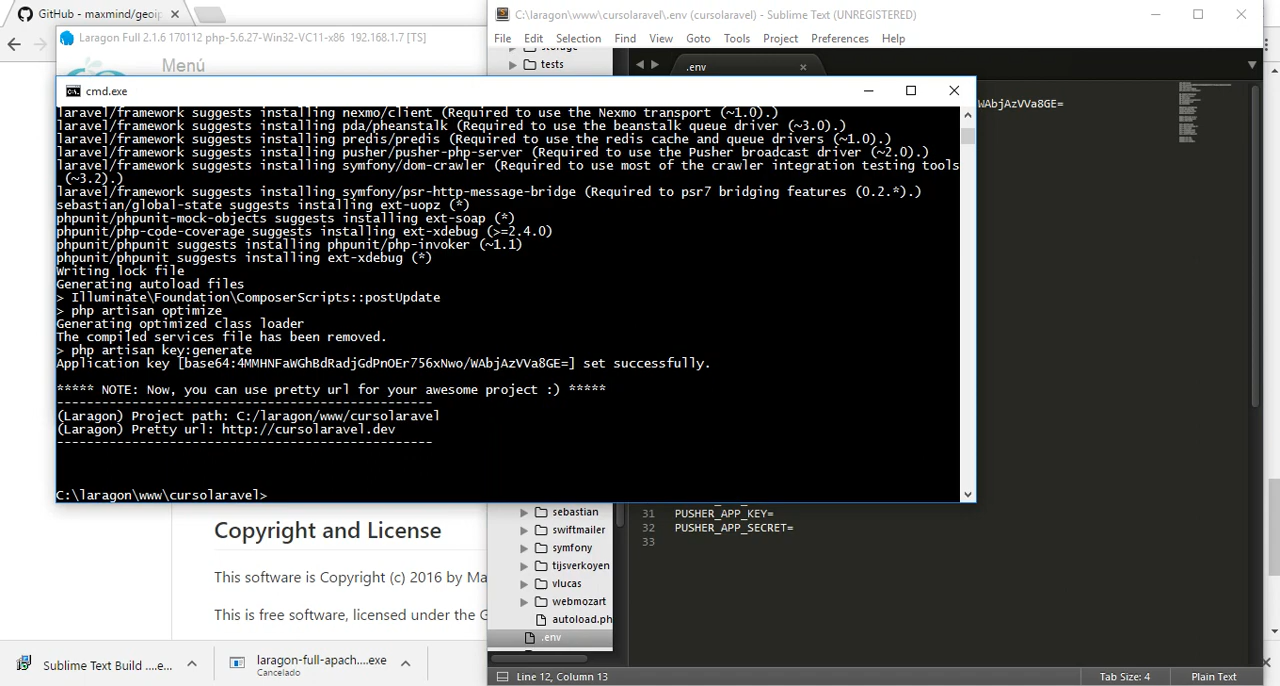 GitHub - maxmind/geoip
C:\laragon\www\cursolaravel\.env (cursolaravel) - Sublime Text (UNREGISTERED)
Laragon Full 2.1.6 170112 php-5.6.27-Win32-VC11-x86 192.168.1.7 [TS]
File Edit Selection Find View Goto Tools Project Preferences Help
Menú
tests
.env
cmd.exe
WAbjAzVVa8GE=
laravel/framework suggests installing nexmo/client (Required to use the Nexmo transport (~1.0).)
laravel/framework suggests installing pda/pheanstalk (Required to use the beanstalk queue driver (~3.0).)
laravel/framework suggests installing predis/predis (Required to use the redis cache and queue drivers (~1.0).)
laravel/framework suggests installing pusher/pusher-php-server (Required to use the Pusher broadcast driver (~2.0).)
laravel/framework suggests installing symfony/dom-crawler (Required to use most of the crawler integration testing tools
(~3.2).)
laravel/framework suggests installing symfony/psr-http-message-bridge (Required to psr7 bridging features (0.2.*).)
sebastian/global-state suggests installing ext-uopz (*)
phpunit/phpunit-mock-objects suggests installing ext-soap (*)
phpunit/php-code-coverage suggests installing ext-xdebug (>=2.4.0)
phpunit/phpunit suggests installing phpunit/php-invoker (~1.1)
phpunit/phpunit suggests installing ext-xdebug (*)
Writing lock file
Generating autoload files
> Illuminate\Foundation\ComposerScripts::postUpdate
> php artisan optimize
Generating optimized class loader
The compiled services file has been removed.
> php artisan key:generate
Application key [base64:4MMHNFaWGhBdRadjGdPnOEr756xNwo/WAbjAzVVa8GE=] set successfully.
***** NOTE: Now, you can use pretty url for your awesome project :) *****
--------------------------------------------------
(Laragon) Project path: C:/laragon/www/cursolaravel
(Laragon) Pretty url: http://cursolaravel.dev
--------------------------------------------------
C:\laragon\www\cursolaravel>
sebastian
swiftmailer
symfony
tijsverkoyen
vlucas
webmozart
autoload.ph
.env
31 PUSHER_APP_KEY=
32 PUSHER_APP_SECRET=
33
Copyright and License
This software is Copyright (c) 2016 by Ma
This is free software, licensed under the G
Sublime Text Build ....e...
laragon-full-apach....exe
Cancelado
Line 12, Column 13
Tab Size: 4
Plain Text